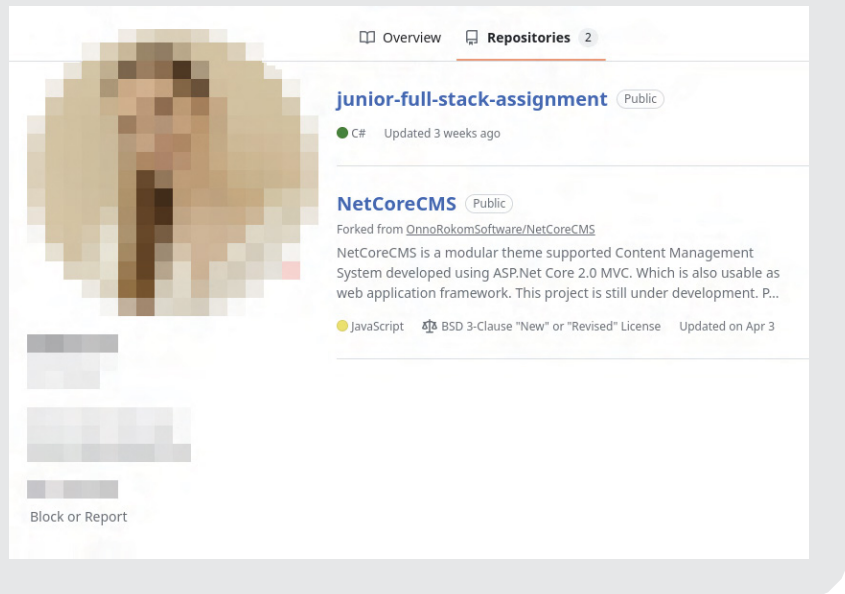 Overview Repositories 2
junior-full-stack-assignment Public
C# Updated 3 weeks ago
NetCoreCMS Public
Forked from OnnoRokomSoftware/NetCoreCMS
NetCoreCMS is a modular theme supported Content Management
System developed using ASP.Net Core 2.0 MVC. Which is also usable as
web application framework. This project is still under development. P...
JavaScript BSD 3-Clause "New" or "Revised" License Updated on Apr 3
Block or Report